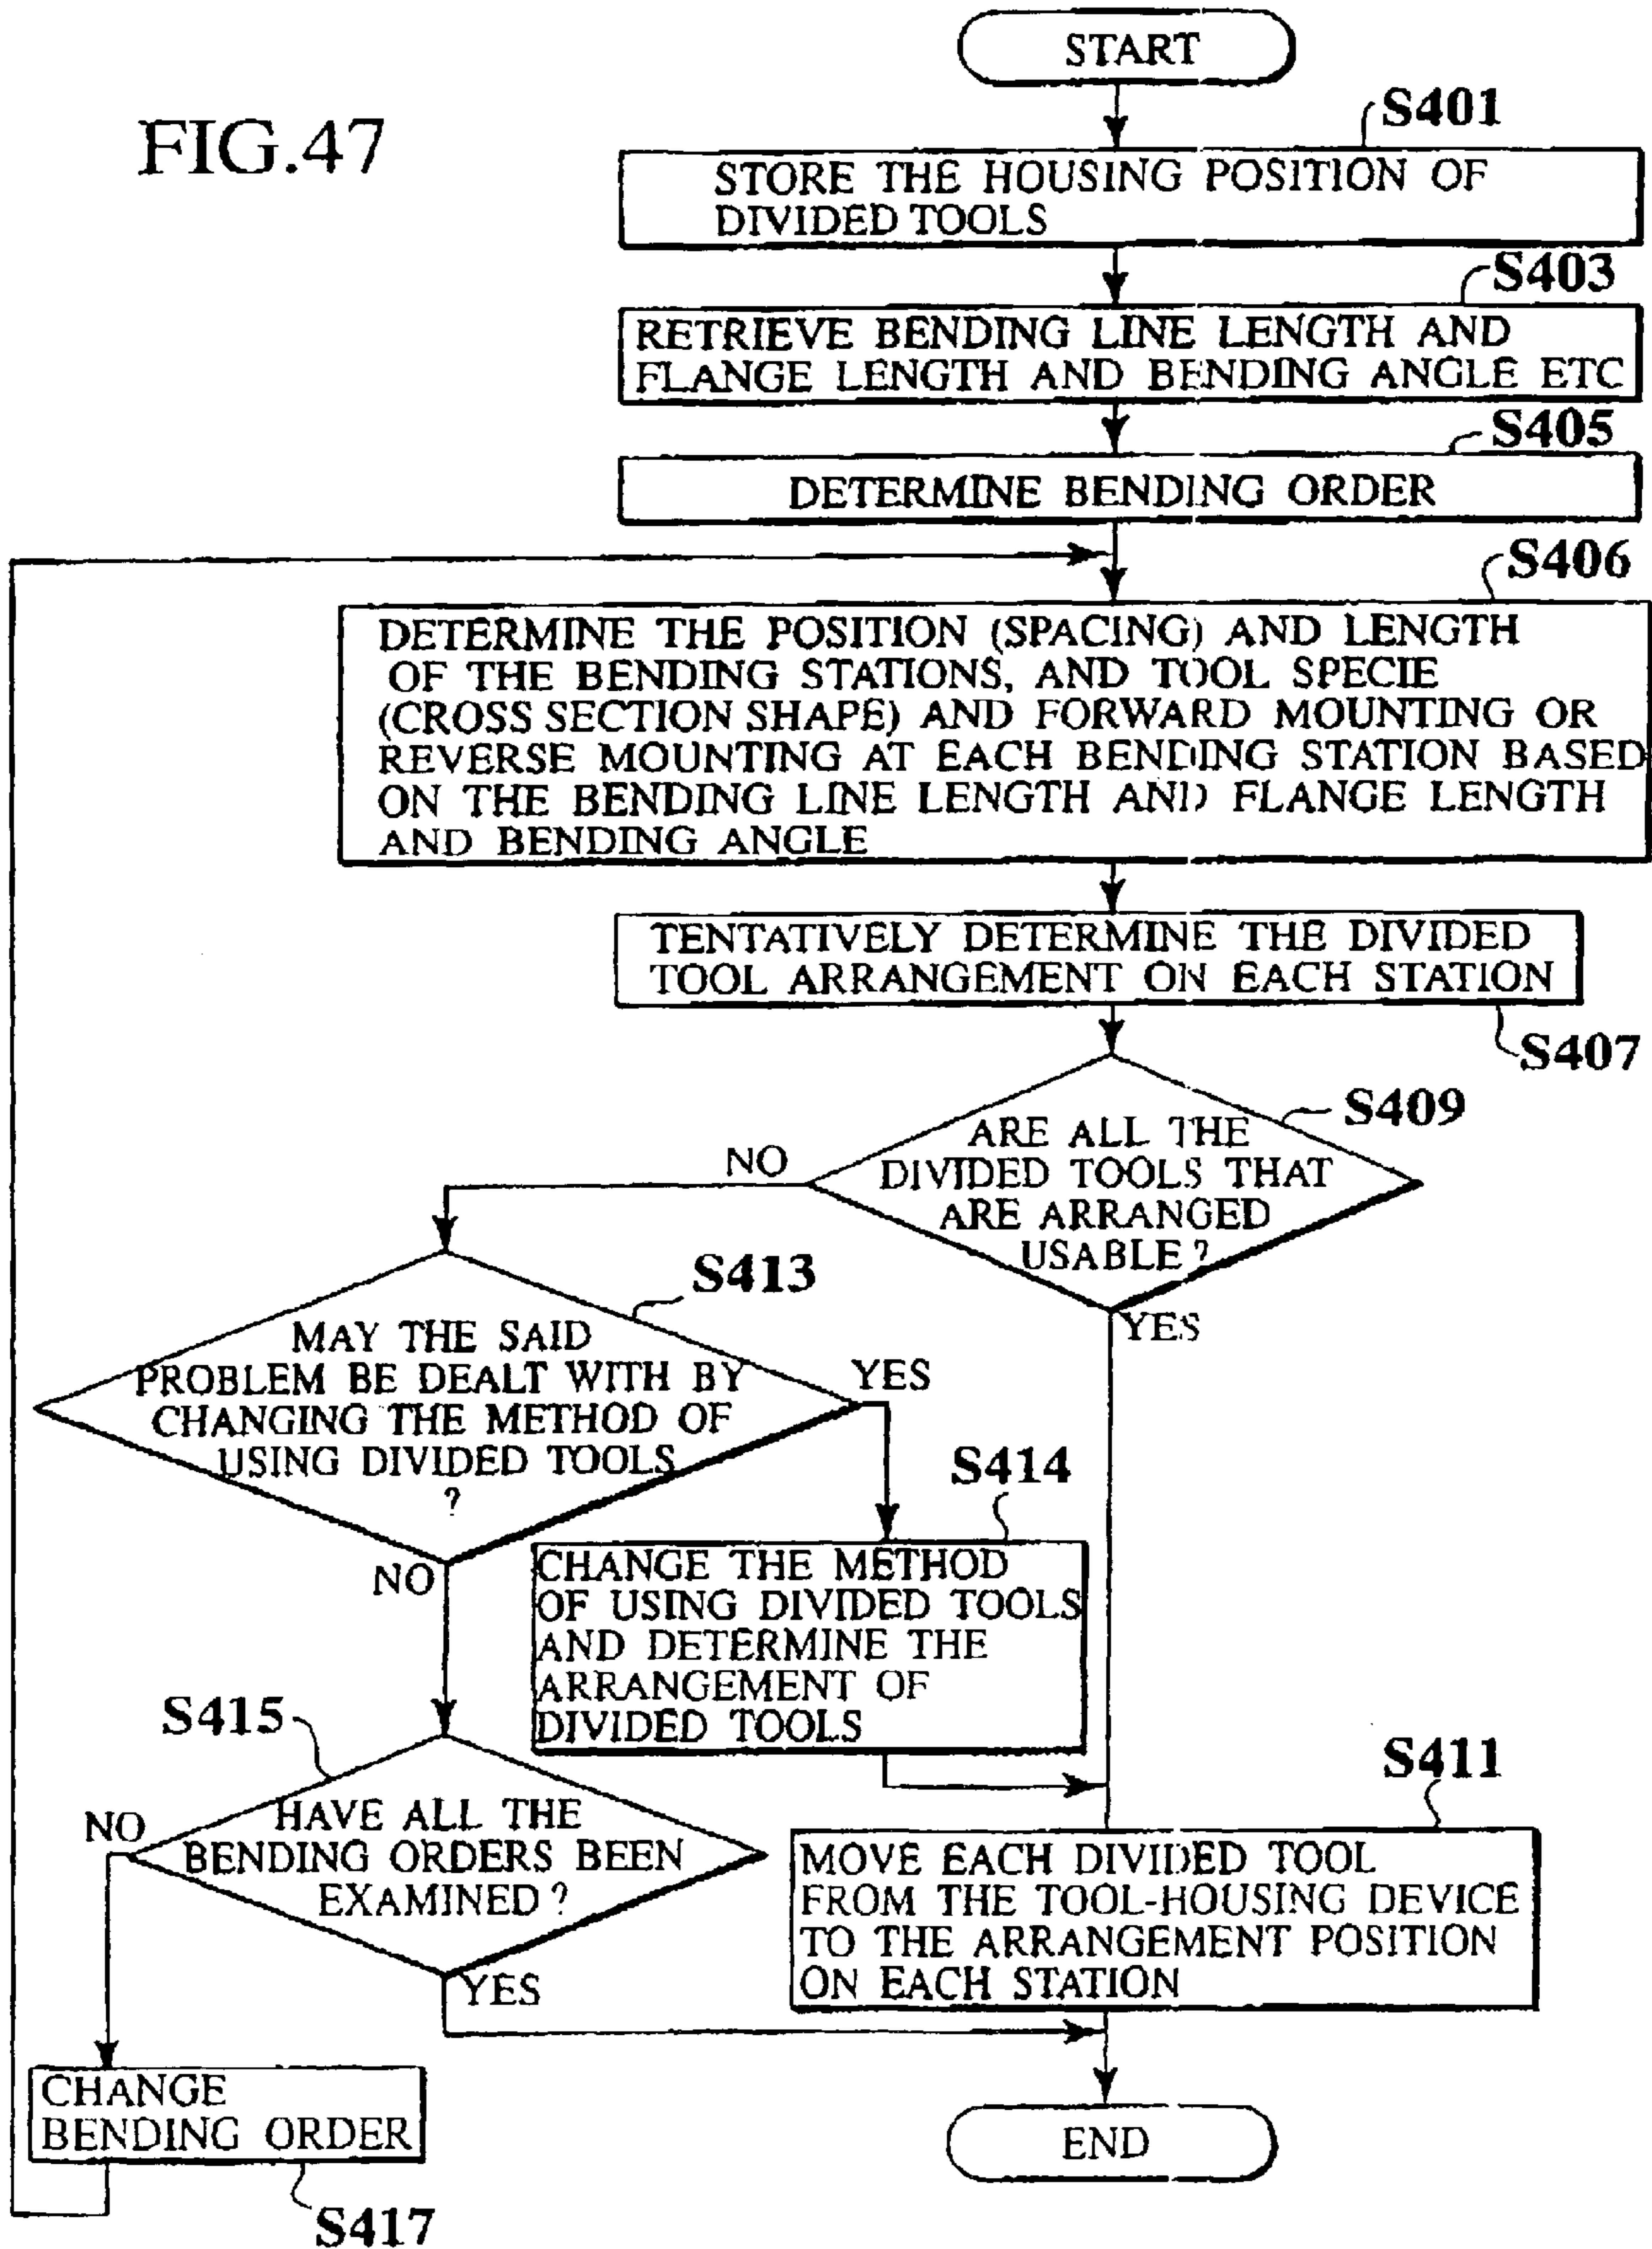 START
FIG.47
S401
STORE THE HOUSING POSITION OF
DIVIDED TOOLS
S403
RETRIEVE BENDING LINE LENGTH AND
FLANGE LENGTH AND BENDING ANGLE ETC
S405
DETERMINE BENDING ORDER
S406
DETERMINE THE POSITION (SPACING) AND LENGTH
OF THE BENDING STATIONS, AND TOOL SPECIE
(CROSS SECTION SHAPE) AND FORWARD MOUNTING OR
REVERSE MOUNTING AT EACH BENDING STATION BASED
ON THE BENDING LINE LENGTH AND FLANGE LENGTH
AND BENDING ANGLE
TENTATIVELY DETERMINE THE DIVIDED
TOOL ARRANGEMENT ON EACH STATION
S407
S409
ARE ALL THE
DIVIDED TOOLS THAT
ARE ARRANGED
USABLE?
NO
YES
S413
MAY THE SAID
PROBLEM BE DEALT WITH BY
CHANGING THE METHOD OF
USING DIVIDED TOOLS
?
YES
NO
S414
CHANGE THE METHOD
OF USING DIVIDED TOOLS
AND DETERMINE THE
ARRANGEMENT OF
DIVIDED TOOLS
S415
HAVE ALL THE
BENDING ORDERS BEEN
EXAMINED?
NO
YES
S411
MOVE EACH DIVIDED TOOL
FROM THE TOOL-HOUSING DEVICE
TO THE ARRANGEMENT POSITION
ON EACH STATION
CHANGE
BENDING ORDER
S417
END